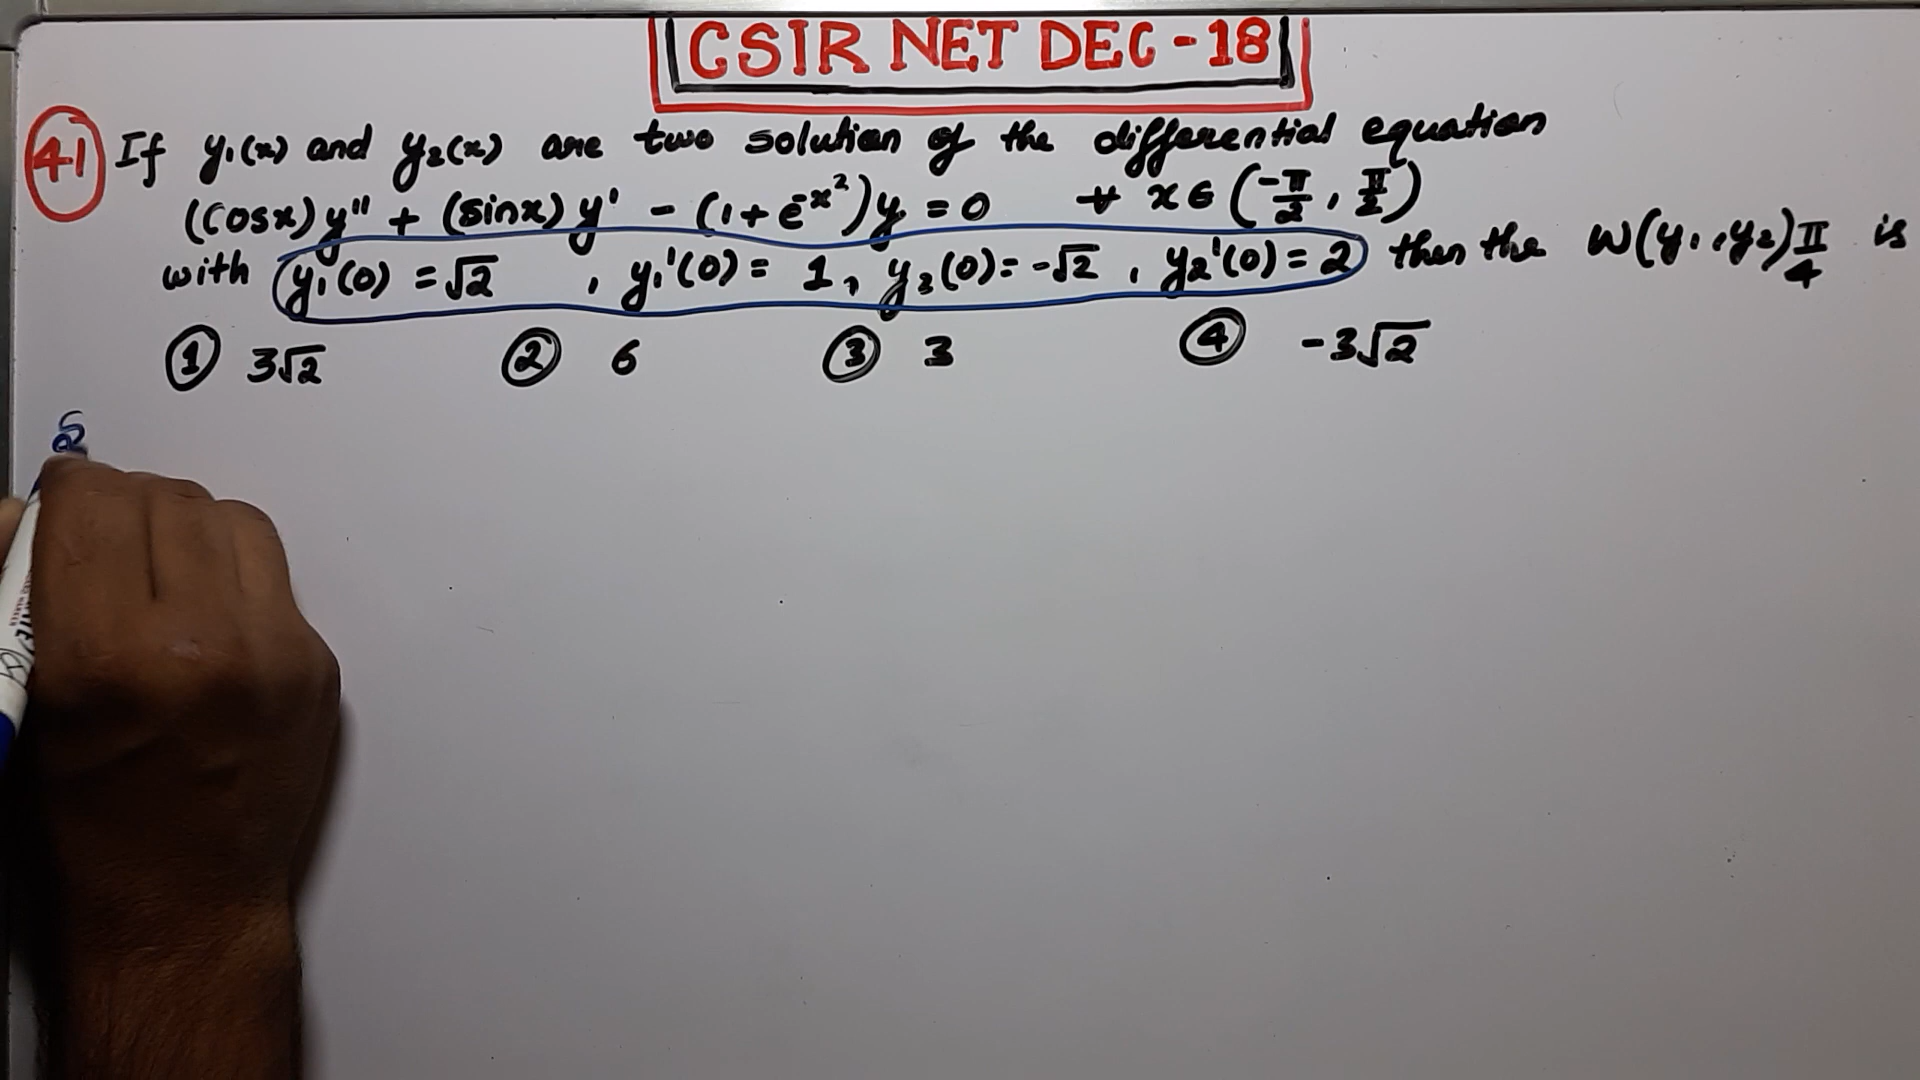 CSIR NET DEC-18
41 If y₁(x) and y₂(x) are two solution of the differential equation
(cosx)y'' + (sinx)y' - (1+e^{-x²})y = 0 ∀ x ∈ (-π/2, π/2)
with y₁(0) = √2, y₁'(0) = 1, y₂(0) = -√2, y₂'(0) = 2 then the W(y₁, y₂)π/4 is
① 3√2 ② 6 ③ 3 ④ -3√2